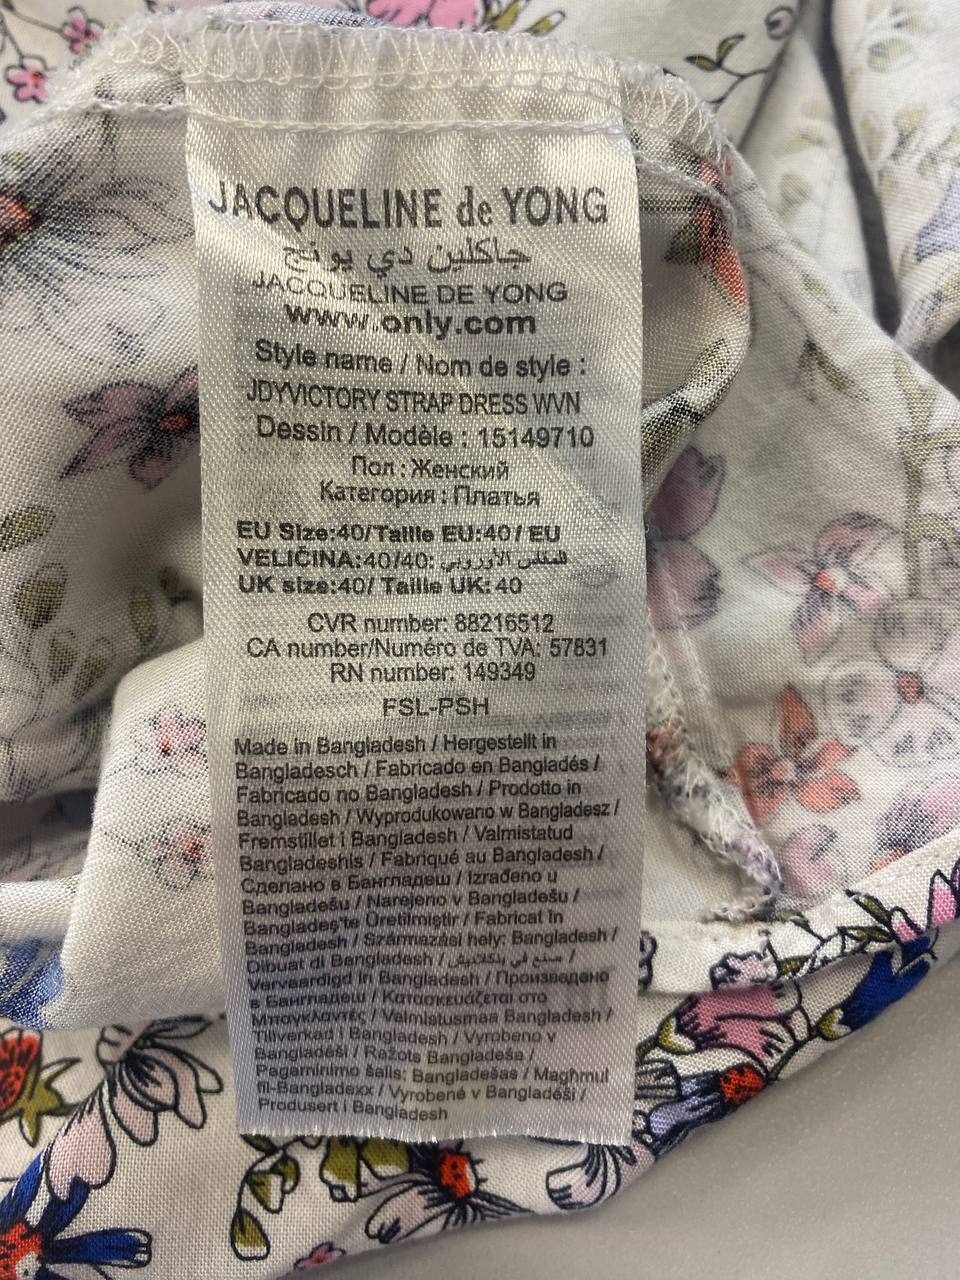 JACQUELINE de YONG
جاكلين دي يونج
JACQUELINE DE YONG
www.only.com
Style name / Nom de style :
JDYVICTORY STRAP DRESS WVN
Dessin / Modèle : 15149710
Пол : Женский
Категория : Платья
EU Size:40/Taille EU:40/ EU
VELIČINA:40/40: للمقاس الأوروبي
UK size:40/ Taille UK: 40
CVR number: 88216512
CA number/Numéro de TVA: 57831
RN number: 149349
FSL-PSH
Made in Bangladesh / Hergestellt in
Bangladesch / Fabricado en Bangladés /
Fabricado no Bangladesh / Prodotto in
Bangladesh / Wyprodukowano w Bangladesz /
Fremstillet i Bangladesh / Valmistatud
Bangladeshis / Fabriqué au Bangladesh /
Сделано в Бангладеш / Izrađeno u
Bangladešu / Narejeno v Bangladešu /
Bangladeş'te Üretilmiştir / Fabricat în
Bangladesh / Származási hely: Bangladesh /
Dibuat di Bangladesh / صنع في بنغلاديش /
Vervaardigd in Bangladesh / Произведено
в Бангладеш / Κατασκευάζεται στο
Μπαγκλαντές / Valmistusmaa Bangladesh /
Tillverkad i Bangladesh / Vyrobeno v
Bangladéši / Ražots Bangladeša /
Pagaminimo šalis: Bangladešas / Magħmul
fil-Bangladexx / Vyrobené v Bangladéši /
Produsert i Bangladesh